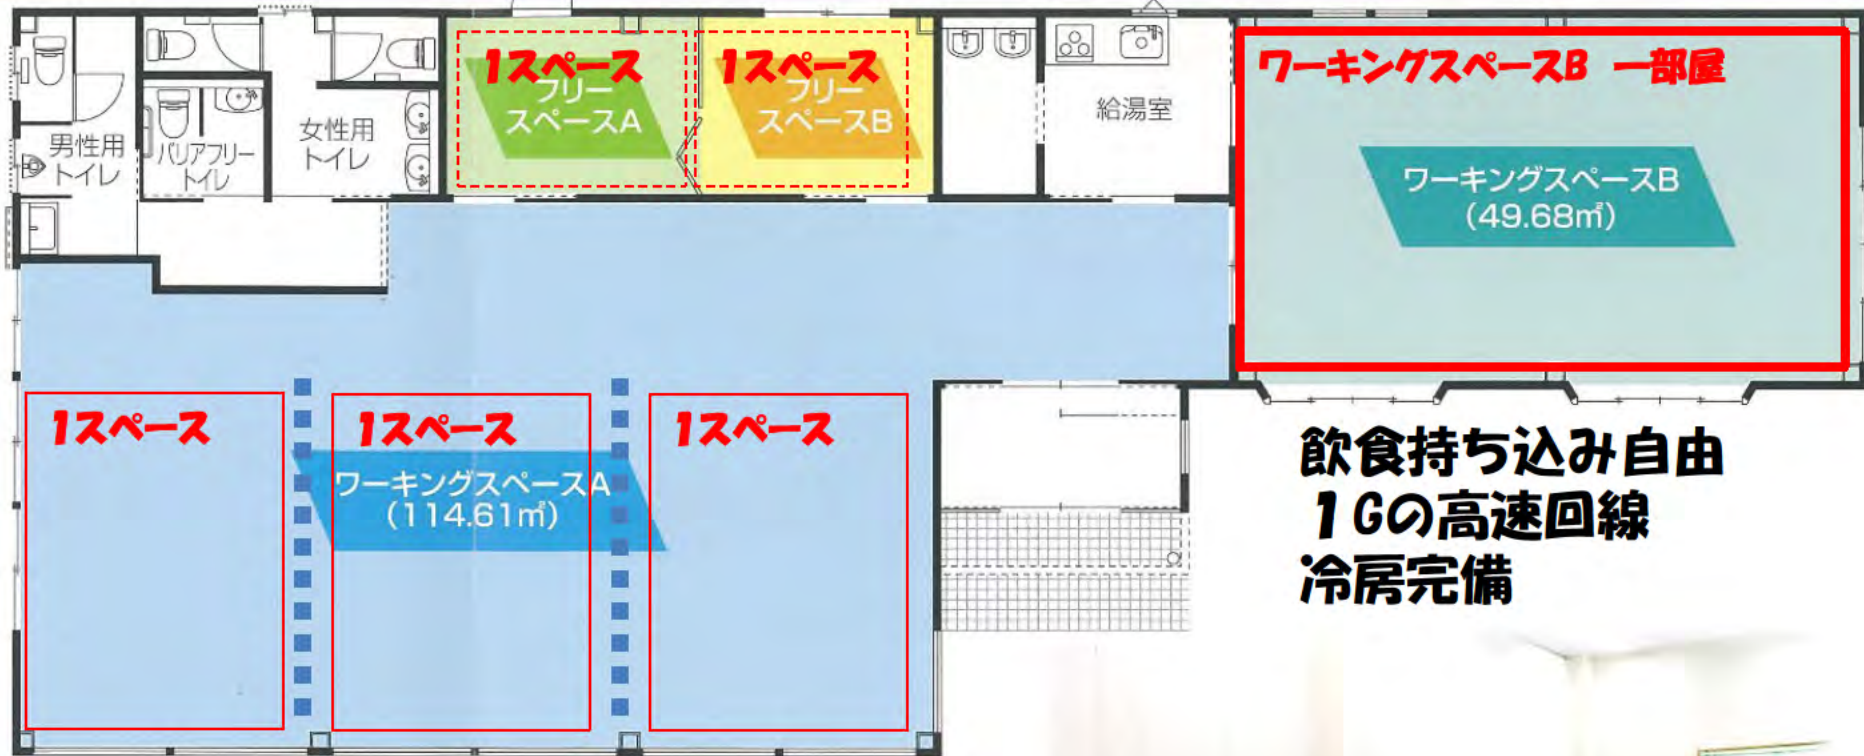 1スペース
フリー
スペースA
1スペース
フリー
スペースB
ワーキングスペースB 一部屋
給湯室
男性用
トイレ
バリアフリー
トイレ
女性用
トイレ
ワーキングスペースB
(49.68㎡)
1スペース
1スペース
1スペース
ワーキングスペースA
(114.61㎡)
飲食持ち込み自由
1Gの高速回線
冷房完備